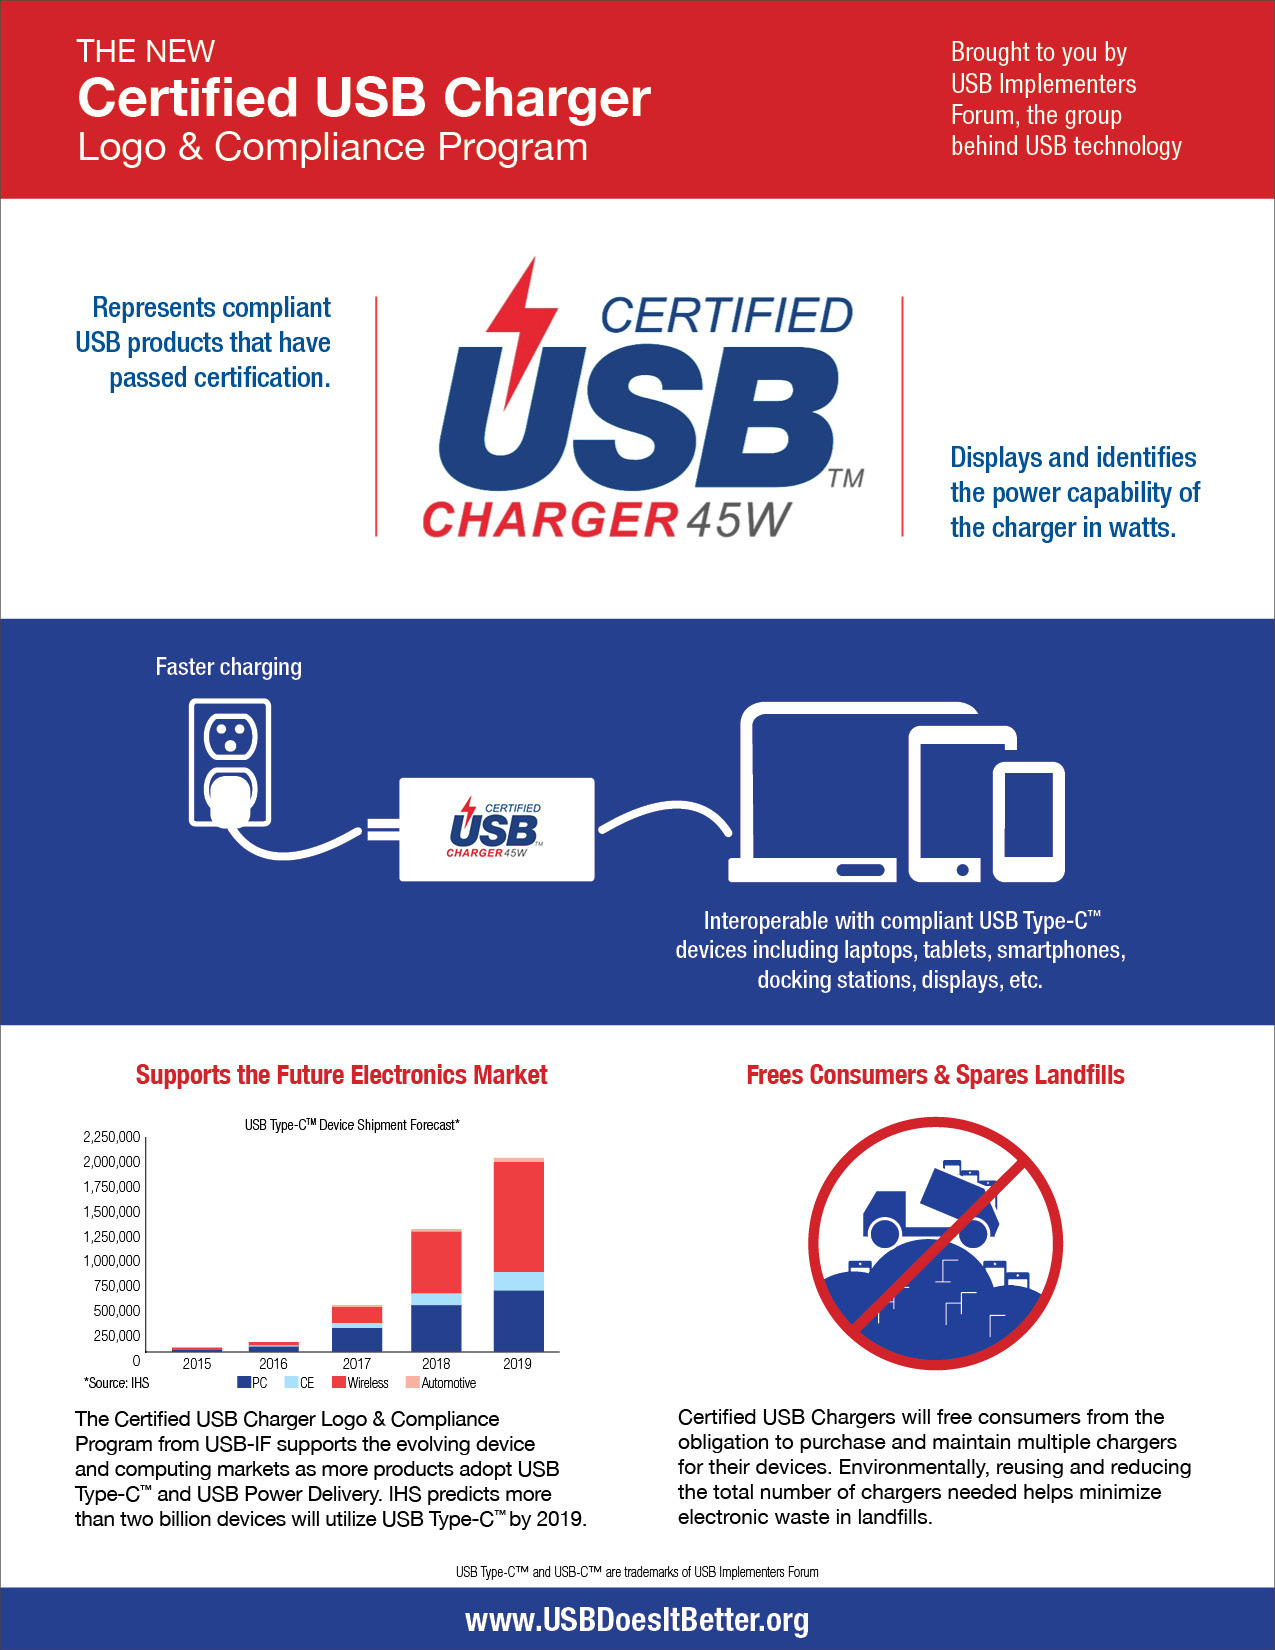 THE NEW
Certified USB Charger
Logo & Compliance Program
Brought to you by
USB Implementers
Forum, the group
behind USB technology
Represents compliant
USB products that have
passed certification.
CERTIFIED
USB™
CHARGER 45W
Displays and identifies
the power capability of
the charger in watts.
Faster charging
CERTIFIED
USB™
CHARGER 45W
Interoperable with compliant USB Type-C™
devices including laptops, tablets, smartphones,
docking stations, displays, etc.
Supports the Future Electronics Market
USB Type-C™ Device Shipment Forecast*
2,250,000
2,000,000
1,750,000
1,500,000
1,250,000
1,000,000
750,000
500,000
250,000
0
2015 2016 2017 2018 2019
*Source: IHS
PC CE Wireless Automotive
The Certified USB Charger Logo & Compliance
Program from USB-IF supports the evolving device
and computing markets as more products adopt USB
Type-C™ and USB Power Delivery. IHS predicts more
than two billion devices will utilize USB Type-C™ by 2019.
Frees Consumers & Spares Landfills
Certified USB Chargers will free consumers from the
obligation to purchase and maintain multiple chargers
for their devices. Environmentally, reusing and reducing
the total number of chargers needed helps minimize
electronic waste in landfills.
USB Type-C™ and USB-C™ are trademarks of USB Implementers Forum
www.USBDoesItBetter.org